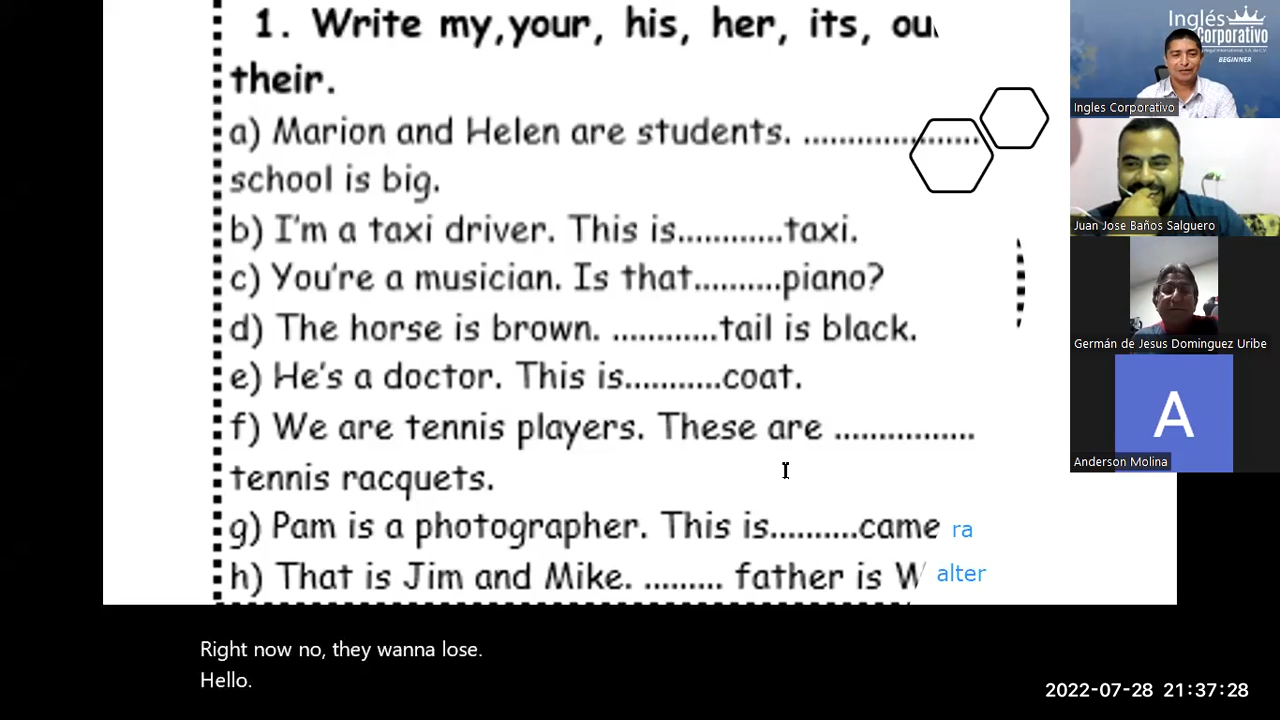 1. Write my,your, his, her, its, ou
their.
a) Marion and Helen are students. ........................
school is big.
b) I'm a taxi driver. This is............taxi.
c) You're a musician. Is that..........piano?
d) The horse is brown. ............tail is black.
e) He's a doctor. This is...........coat.
f) We are tennis players. These are ................
tennis racquets.
g) Pam is a photographer. This is..........came ra
h) That is Jim and Mike. ......... father is W alter
Right now no, they wanna lose.
Hello.
Inglés
Corporativo
BEGINNER
Ingles Corporativo
Juan Jose Baños Salguero
Germán de Jesus Dominguez Uribe
A
Anderson Molina
2022-07-28 21:37:28